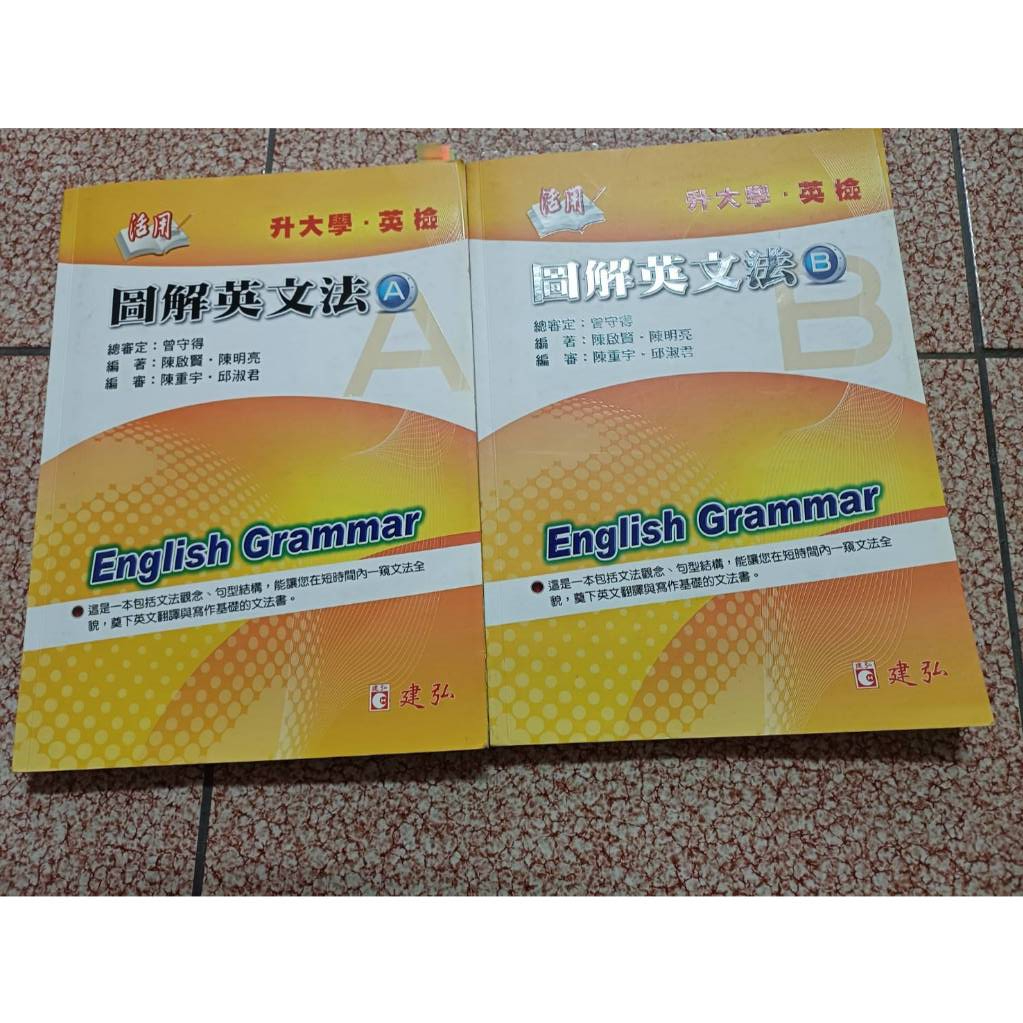 活用
升大學·英檢
圖解英文法 A
A
總審定：曾守得
編 著：陳啟賢·陳明亮
編 審：陳重宇·邱淑君
English Grammar
●這是一本包括文法觀念、句型結構，能讓您在短時間內一窺文法全
貌，奠下英文翻譯與寫作基礎的文法書。
建弘
建弘
活用
升大學·英檢
圖解英文法 B
B
總審定：曾守得
編 著：陳啟賢·陳明亮
編 審：陳重宇·邱淑君
English Grammar
●這是一本包括文法觀念、句型結構，能讓您在短時間內一窺文法全
貌，奠下英文翻譯與寫作基礎的文法書。
建弘
建弘